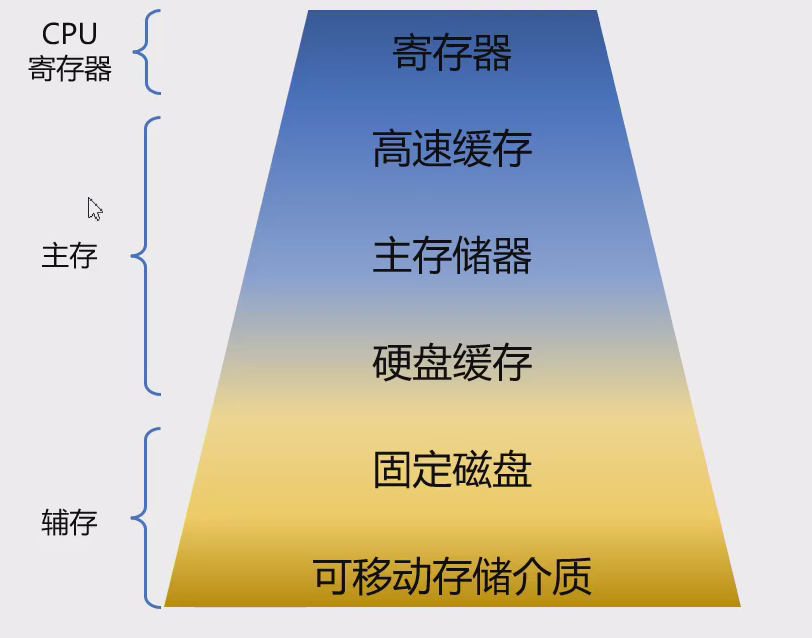 CPU
寄存器
寄存器
高速缓存
主存
主存储器
硬盘缓存
固定磁盘
辅存
可移动存储介质